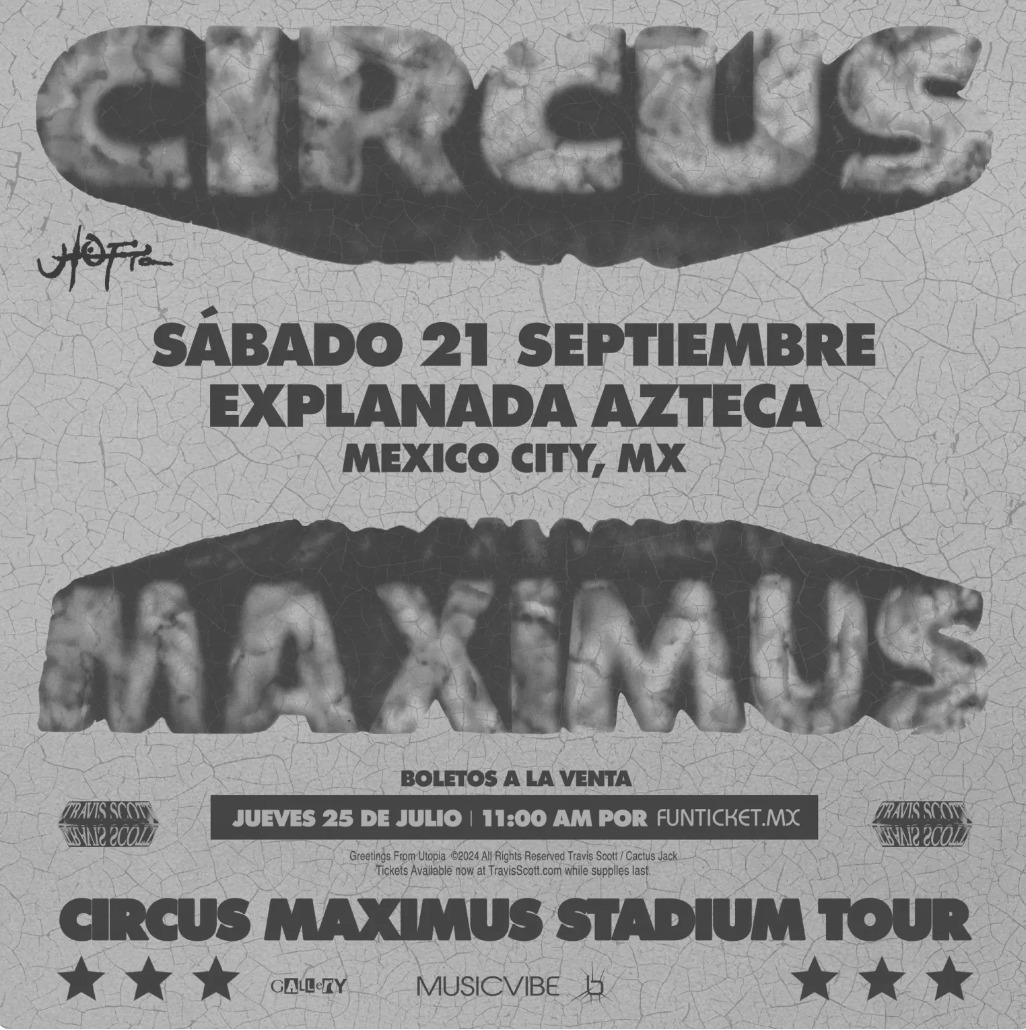 CIRCUS
SÁBADO 21 SEPTIEMBRE
EXPLANADA AZTECA
MEXICO CITY, MX
MAXIMUS
BOLETOS A LA VENTA
TRAVIS SCOTT
JUEVES 25 DE JULIO | 11:00 AM POR FUNTICKET.MX
TRAVIS SCOTT
Greetings From Utopia ©2024 All Rights Reserved Travis Scott / Cactus Jack
Tickets Available now at TravisScott.com while supplies last.
CIRCUS MAXIMUS STADIUM TOUR
GALLeRY MUSICVIBE